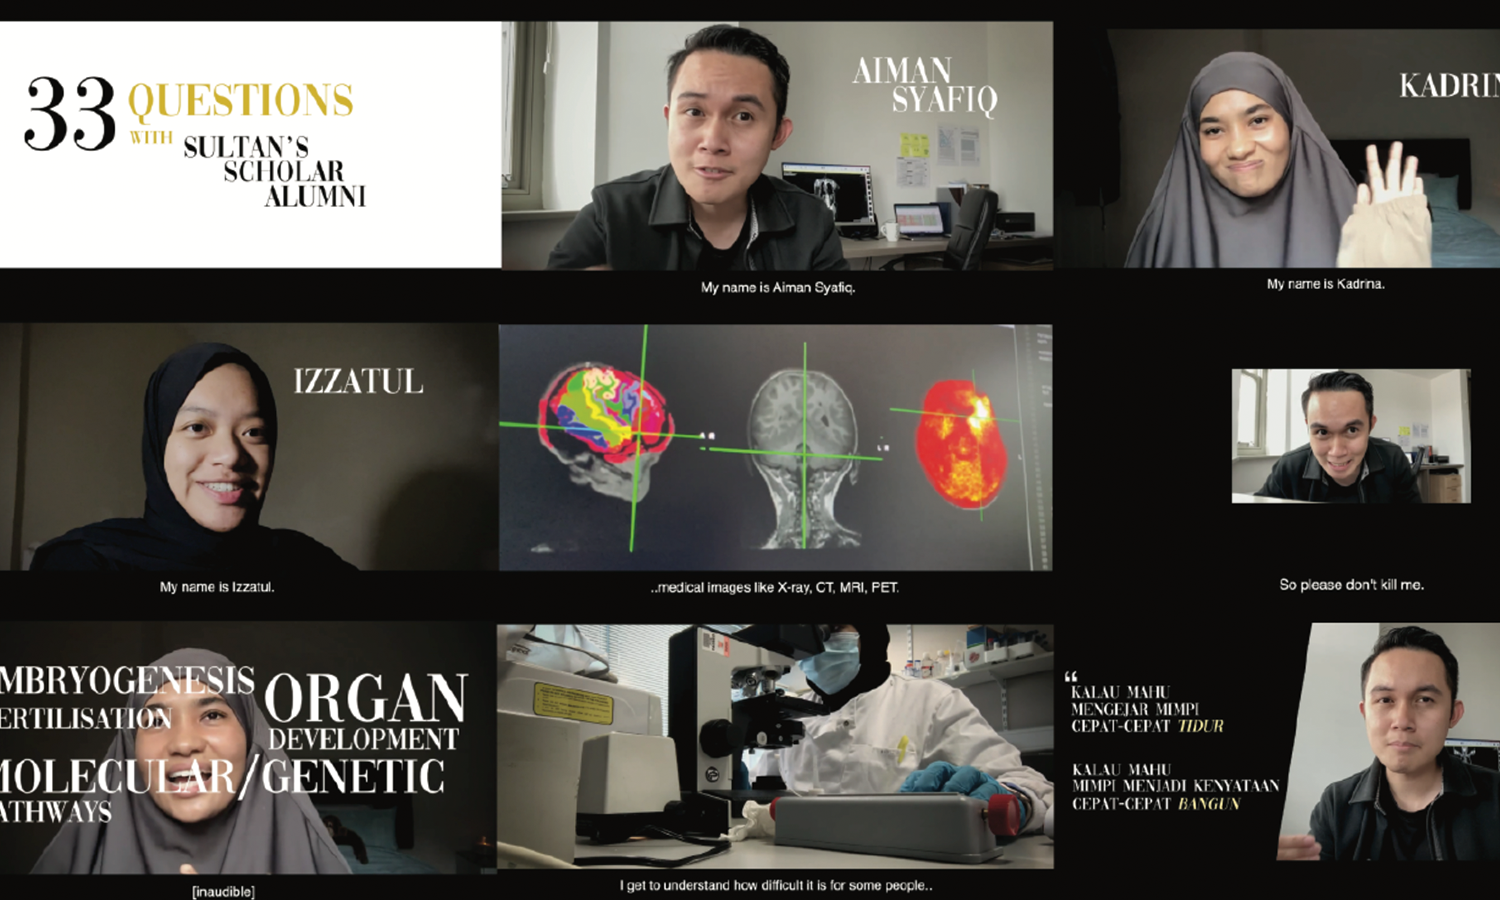 33 QUESTIONS
WITH SULTAN'S
SCHOLAR
ALUMNI
AIMAN
SYAFIQ
My name is Aiman Syafiq.
KADRIN
My name is Kadrina.
IZZATUL
My name is Izzatul.
..medical images like X-ray, CT, MRI, PET.
So please don't kill me.
MBRYOGENESIS
ERTILISATION
ORGAN
DEVELOPMENT
MOLECULAR/GENETIC
ATHWAYS
[inaudible]
I get to understand how difficult it is for some people..
“
KALAU MAHU
MENGEJAR MIMPI
CEPAT-CEPAT TIDUR
KALAU MAHU
MIMPI MENJADI KENYATAAN
CEPAT-CEPAT BANGUN